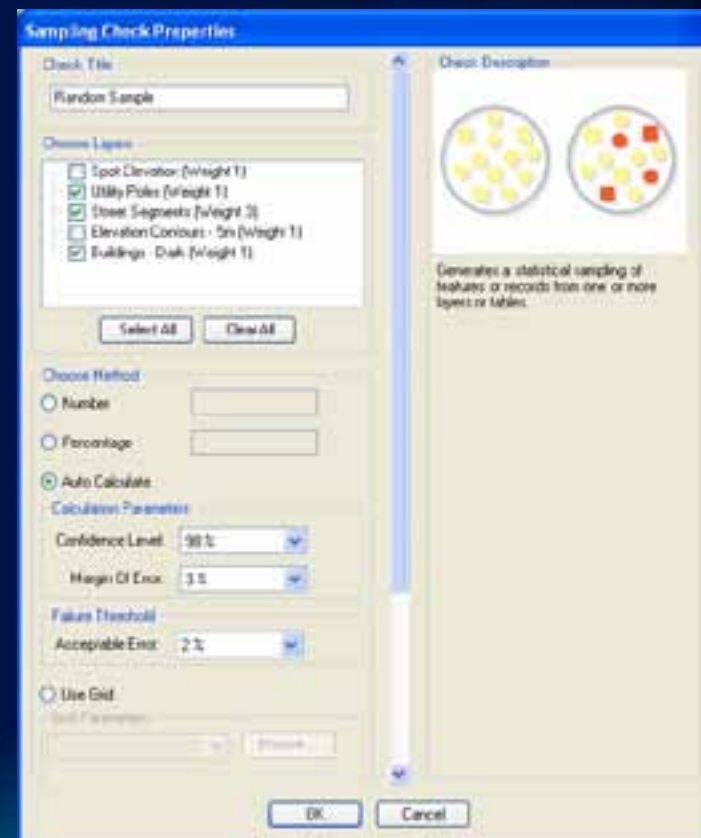 Sampling Check Properties
Check Title
Random Sample
Choose Layers
Spot Elevation (Weight 1)
Utility Poles (Weight 1)
Street Segments (Weight 3)
Elevation Contours - 5m (Weight 1)
Buildings - Dark (Weight 1)
Select All
Clear All
Choose Method
Number
Percentage
Auto Calculate
Calculation Parameters
Confidence Level
98 %
Margin Of Error
3 %
Failure Threshold
Acceptable Error
2 %
Use Grid
Grid Parameters
Browse...
OK
Cancel
Check Description
Generates a statistical sampling of
features or records from one or more
layers or tables.